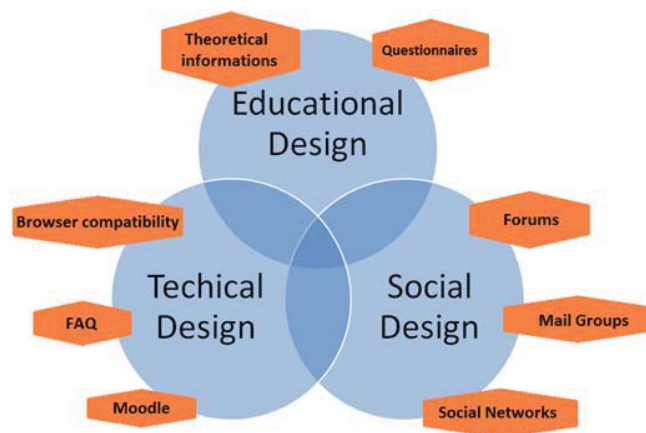 Theoretical
informations
Questionnaires
Educational
Design
Browser compatibility
Forums
Techical
Design
Social
Design
FAQ
Mail Groups
Moodle
Social Networks